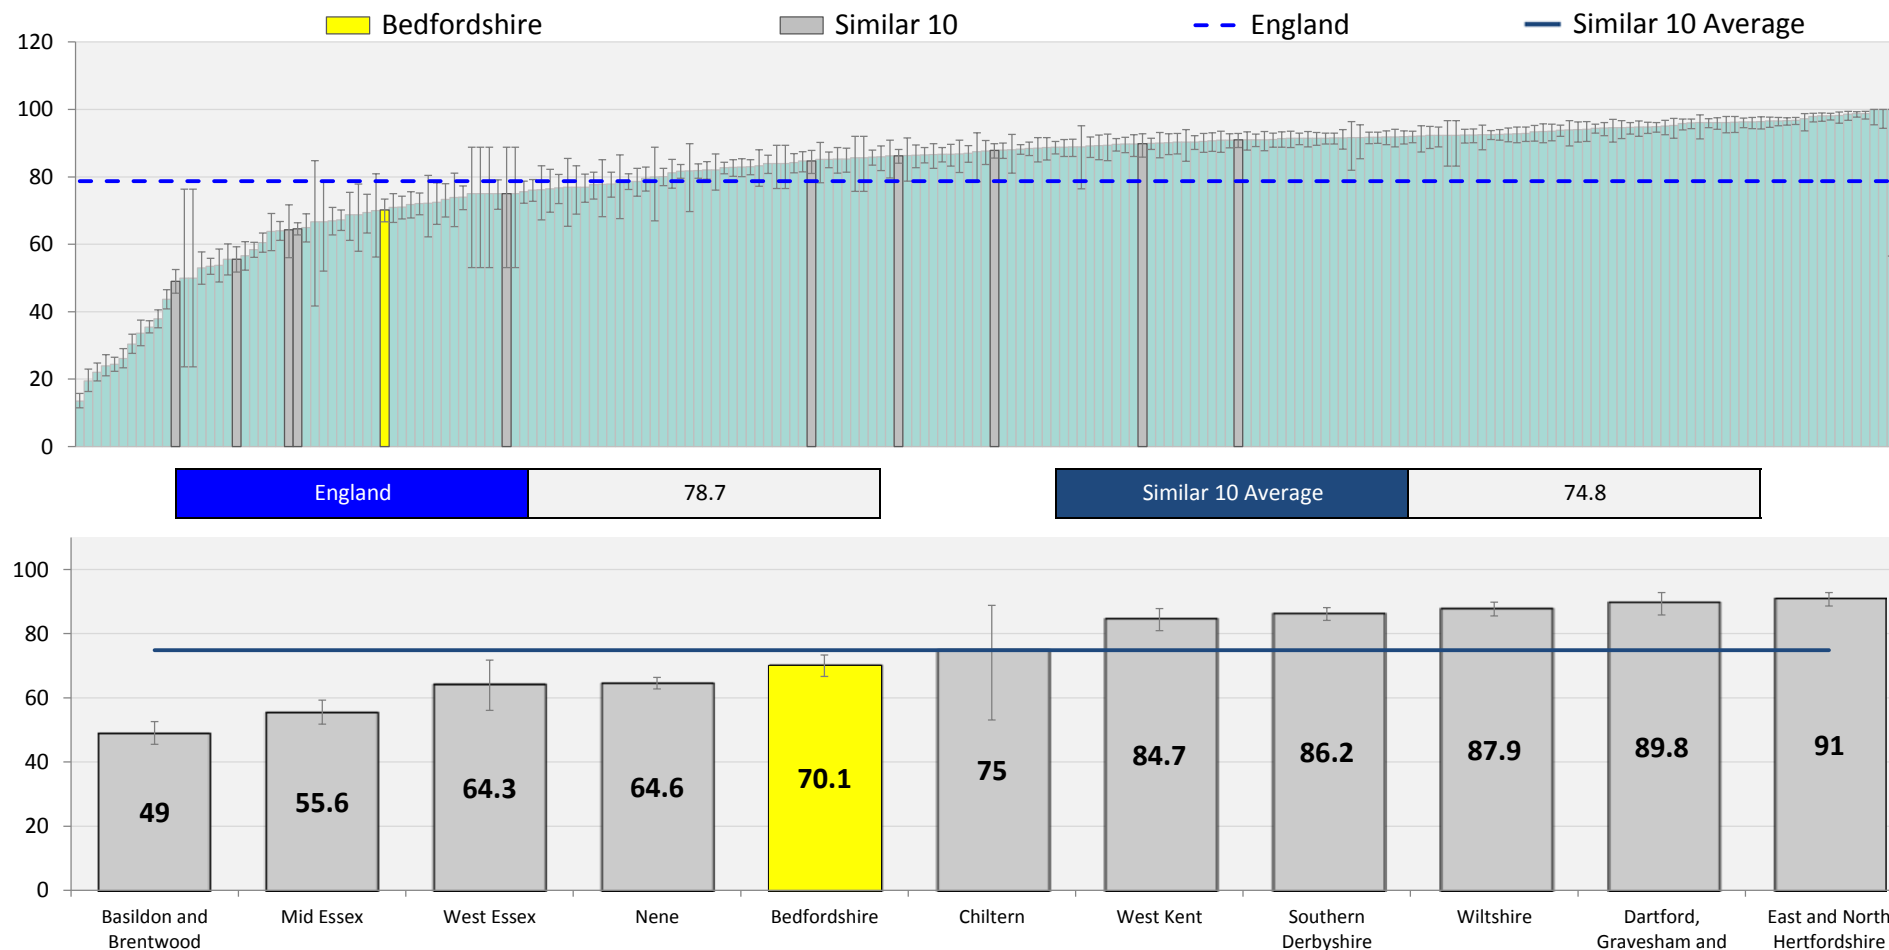 Bedfordshire Similar 10 England Similar 10 Average
120
100
80
60
40
20
0
England 78.7 Similar 10 Average 74.8
100
80
60
40
20
0
49 55.6 64.3 64.6 70.1 75 84.7 86.2 87.9 89.8 91
Basildon and Mid Essex West Essex Nene Bedfordshire Chiltern West Kent Southern Wiltshire Dartford, East and North
Brentwood Derbyshire Gravesham and Hertfordshire